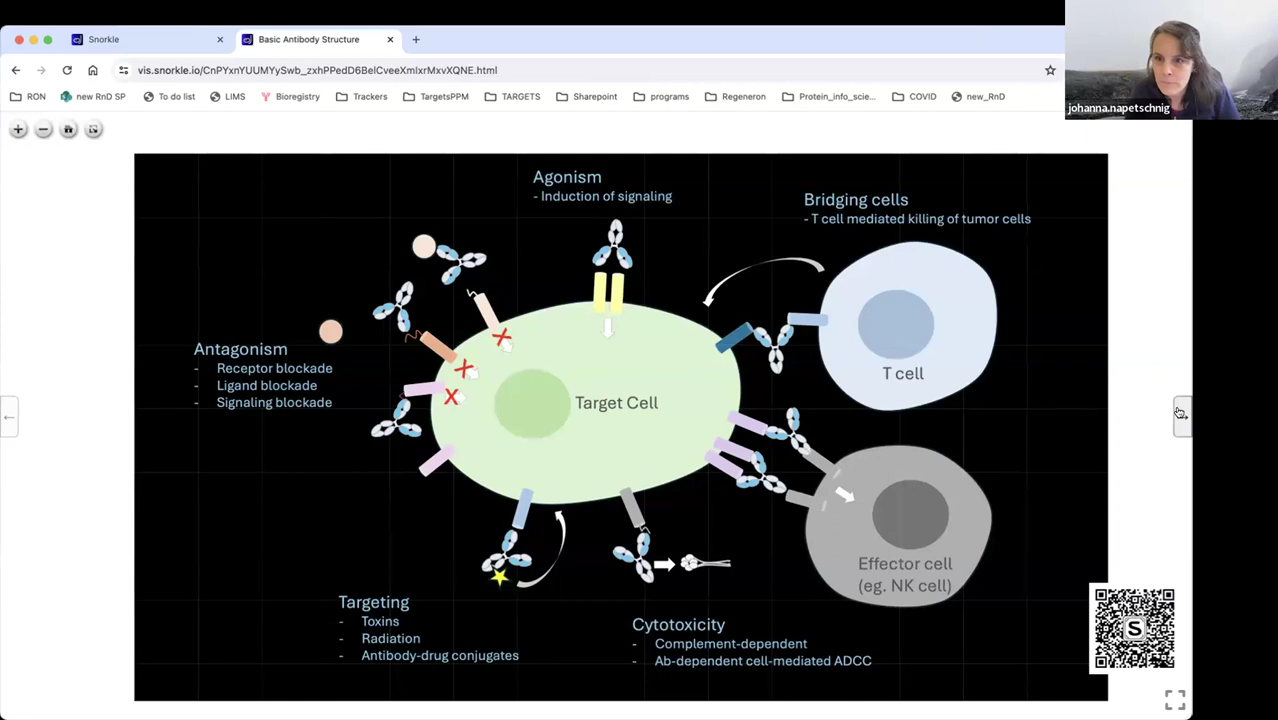 Snorkle
Basic Antibody Structure
vis.snorkle.io/CnPYxnYUUMYySwb_zxhPPedD6BelCveeXmlxrMxvXQNE.html
RON
new RnD SP
To do list
LIMS
Bioregistry
Trackers
TargetsPPM
TARGETS
Sharepoint
programs
Regeneron
Protein_info_scie...
COVID
new_RnD
johanna.napetschnig
Agonism
- Induction of signaling
Bridging cells
- T cell mediated killing of tumor cells
Antagonism
- Receptor blockade
- Ligand blockade
- Signaling blockade
Target Cell
T cell
Effector cell
(eg. NK cell)
Targeting
- Toxins
- Radiation
- Antibody-drug conjugates
Cytotoxicity
- Complement-dependent
- Ab-dependent cell-mediated ADCC
S